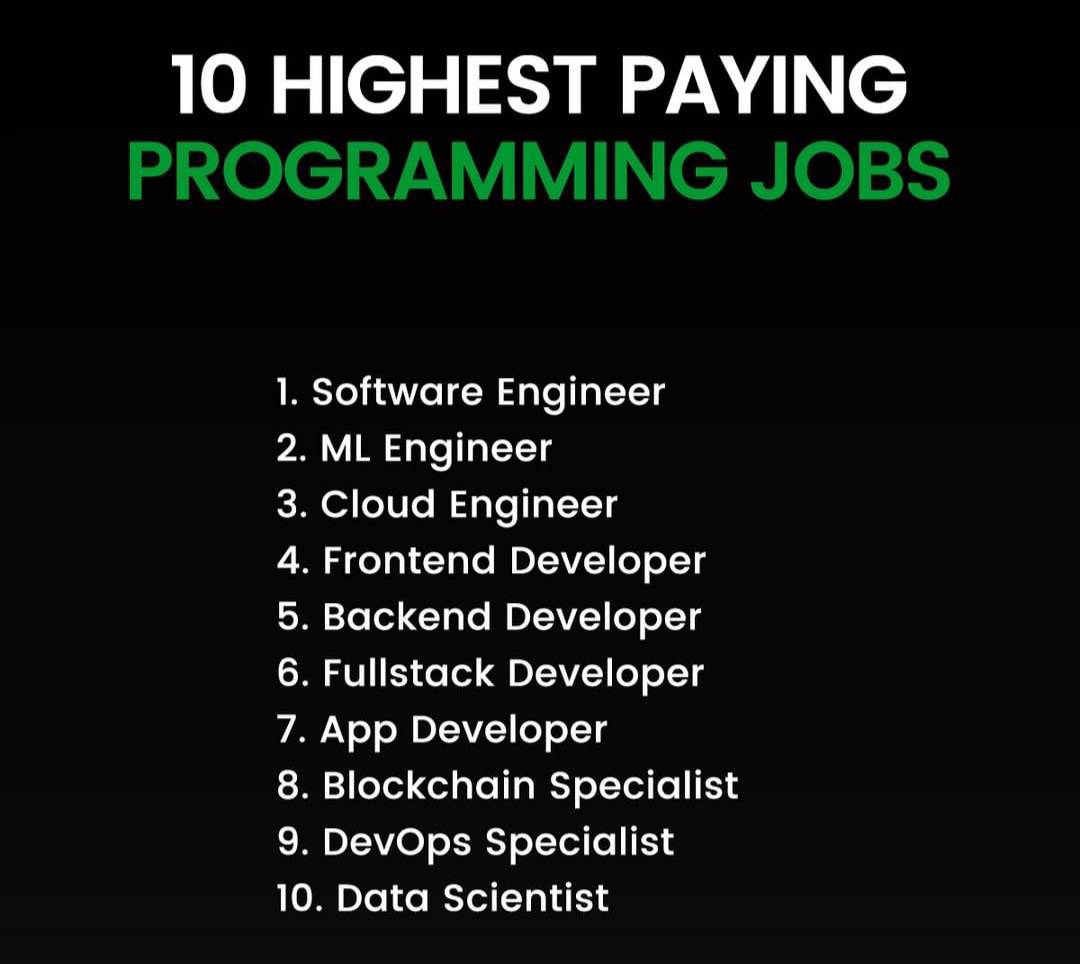 10 HIGHEST PAYING
PROGRAMMING JOBS
1. Software Engineer
2. ML Engineer
3. Cloud Engineer
4. Frontend Developer
5. Backend Developer
6. Fullstack Developer
7. App Developer
8. Blockchain Specialist
9. DevOps Specialist
10. Data Scientist